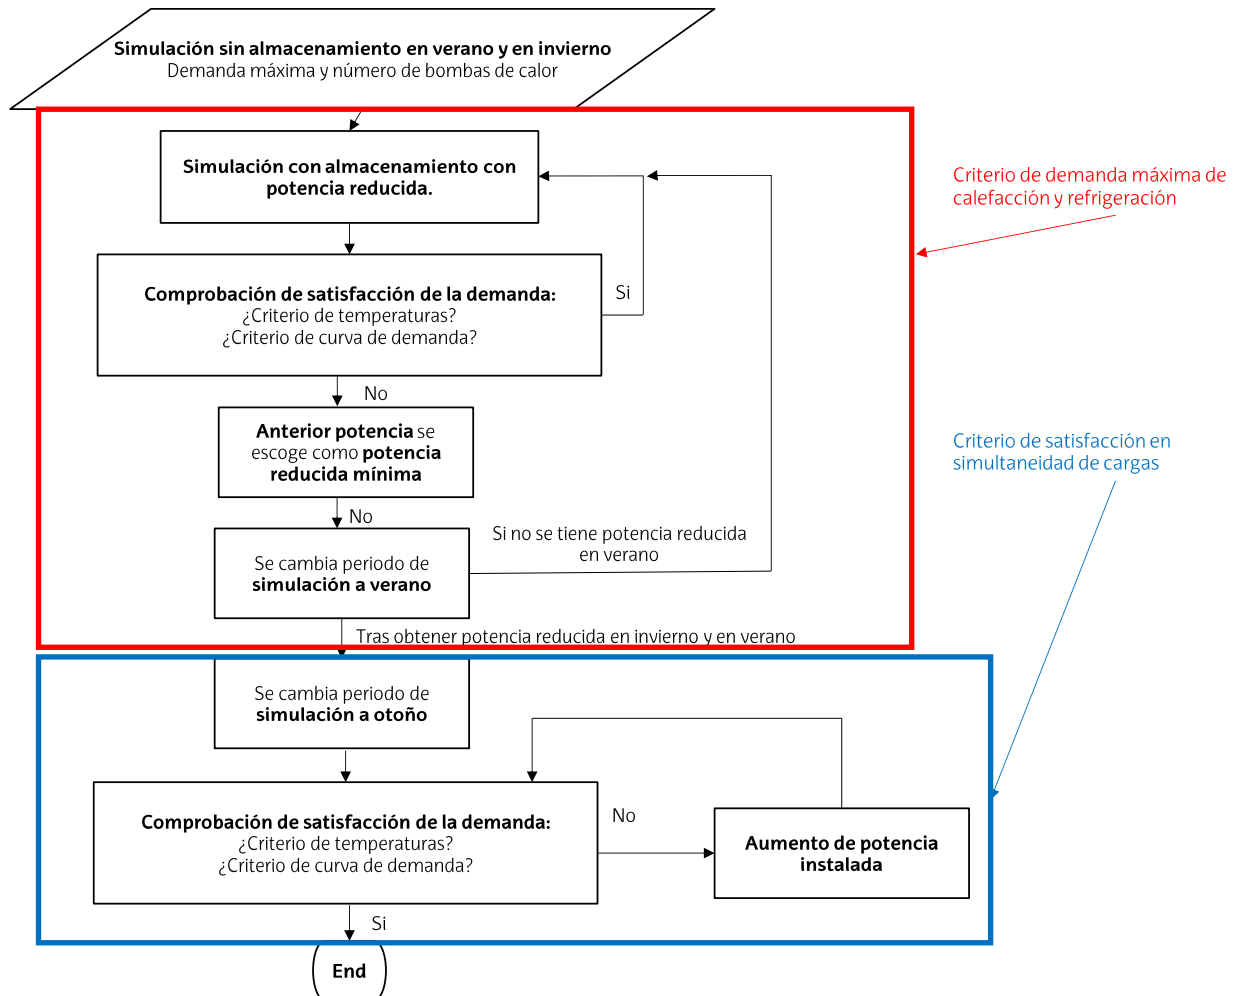 Simulación sin almacenamiento en verano y en invierno
Demanda máxima y número de bombas de calor
Simulación con almacenamiento con
potencia reducida.
Criterio de demanda máxima de
calefacción y refrigeración
Comprobación de satisfacción de la demanda:
¿Criterio de temperaturas?
¿Criterio de curva de demanda?
Si
No
Anterior potencia se
escoge como potencia
reducida mínima
Criterio de satisfacción en
simultaneidad de cargas
No
Si no se tiene potencia reducida
en verano
Se cambia periodo de
simulación a verano
Tras obtener potencia reducida en invierno y en verano
Se cambia periodo de
simulación a otoño
Comprobación de satisfacción de la demanda:
¿Criterio de temperaturas?
¿Criterio de curva de demanda?
No
Aumento de potencia
instalada
Si
End